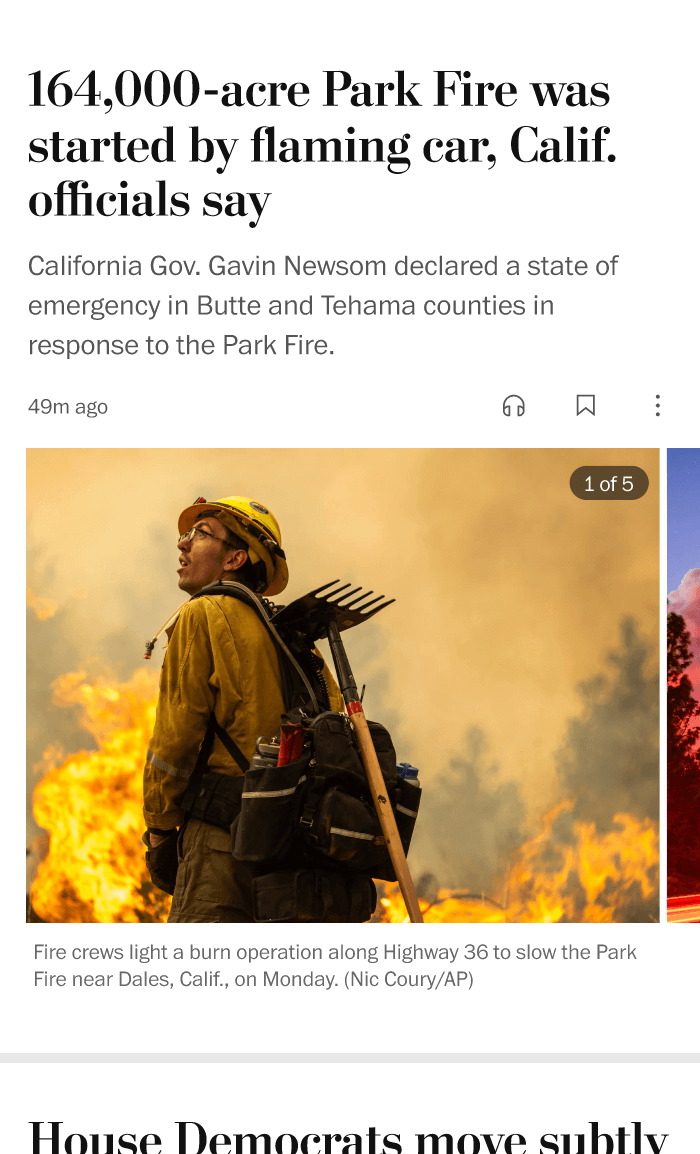 164,000-acre Park Fire was
started by flaming car, Calif.
officials say
California Gov. Gavin Newsom declared a state of
emergency in Butte and Tehama counties in
response to the Park Fire.
49m ago
1 of 5
Fire crews light a burn operation along Highway 36 to slow the Park
Fire near Dales, Calif., on Monday. (Nic Coury/AP)
House Democrats move subtly